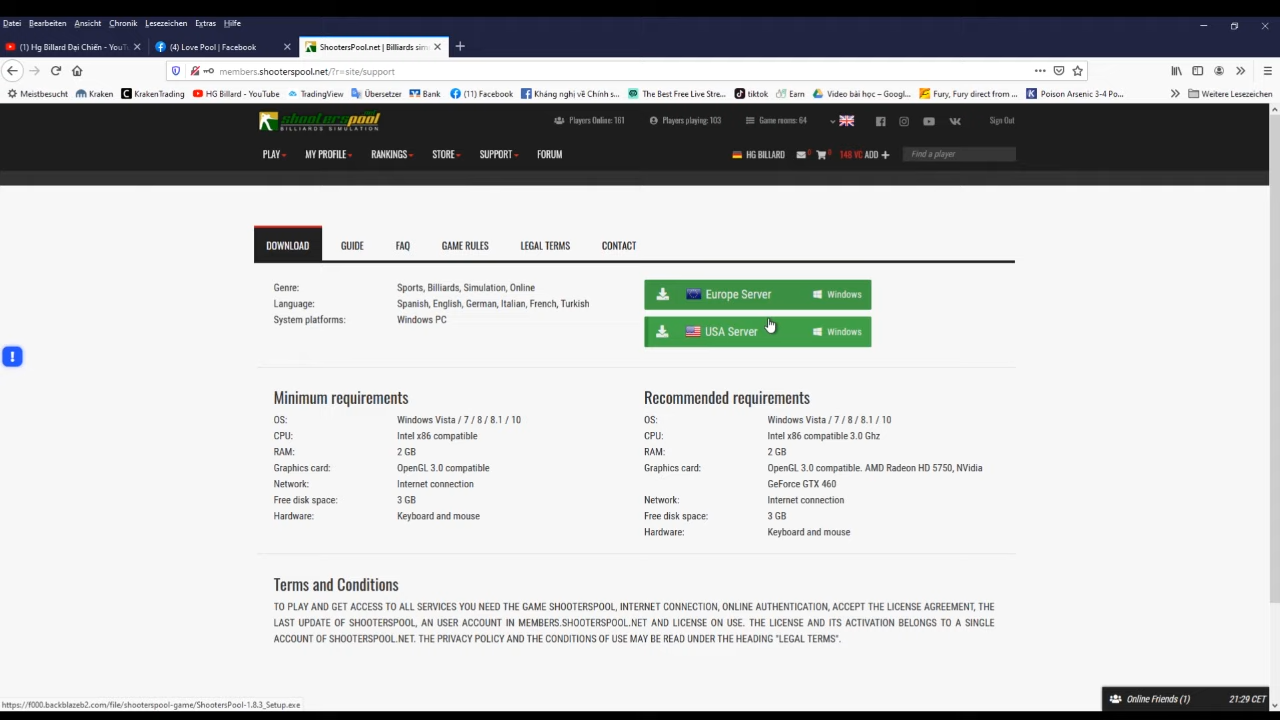 Datei Bearbeiten Ansicht Chronik Lesezeichen Extras Hilfe
(1) Hg Billard Đại Chiến - YouTu
(4) Love Pool | Facebook
ShootersPool.net | Billiards sim
members.shooterspool.net/?r=site/support
Meistbesucht Kraken KrakenTrading HG Billard - YouTube TradingView Übersetzer Bank (11) Facebook Kháng nghị về Chính s... The Best Free Live Stre... tiktok Earn Video bài học – Googl... Fury, Fury direct from ... Poison Arsenic 3-4 Po... Weitere Lesezeichen
shooterspool
BILLIARDS SIMULATION
Players Online: 161 Players playing: 103 Game rooms: 64 Sign Out
PLAY MY PROFILE RANKINGS STORE SUPPORT FORUM HG BILLARD 0 0 146 VC ADD Find a player
DOWNLOAD GUIDE FAQ GAME RULES LEGAL TERMS CONTACT
Genre: Sports, Billiards, Simulation, Online
Language: Spanish, English, German, Italian, French, Turkish
System platforms: Windows PC
Europe Server Windows
USA Server Windows
Minimum requirements
OS: Windows Vista / 7 / 8 / 8.1 / 10
CPU: Intel x86 compatible
RAM: 2 GB
Graphics card: OpenGL 3.0 compatible
Network: Internet connection
Free disk space: 3 GB
Hardware: Keyboard and mouse
Recommended requirements
OS: Windows Vista / 7 / 8 / 8.1 / 10
CPU: Intel x86 compatible 3.0 Ghz
RAM: 2 GB
Graphics card: OpenGL 3.0 compatible. AMD Radeon HD 5750, NVidia
GeForce GTX 460
Network: Internet connection
Free disk space: 3 GB
Hardware: Keyboard and mouse
Terms and Conditions
TO PLAY AND GET ACCESS TO ALL SERVICES YOU NEED THE GAME SHOOTERSPOOL, INTERNET CONNECTION, ONLINE AUTHENTICATION, ACCEPT THE LICENSE AGREEMENT, THE
LAST UPDATE OF SHOOTERSPOOL, AN USER ACCOUNT IN MEMBERS.SHOOTERSPOOL.NET AND LICENSE ON USE. THE LICENSE AND ITS ACTIVATION BELONGS TO A SINGLE
ACCOUNT OF SHOOTERSPOOL.NET. THE PRIVACY POLICY AND THE CONDITIONS OF USE MAY BE READ UNDER THE HEADING "LEGAL TERMS".
https://f000.backblazeb2.com/file/shooterspool-game/ShootersPool-1.8.3_Setup.exe
Online Friends (1) 21:29 CET